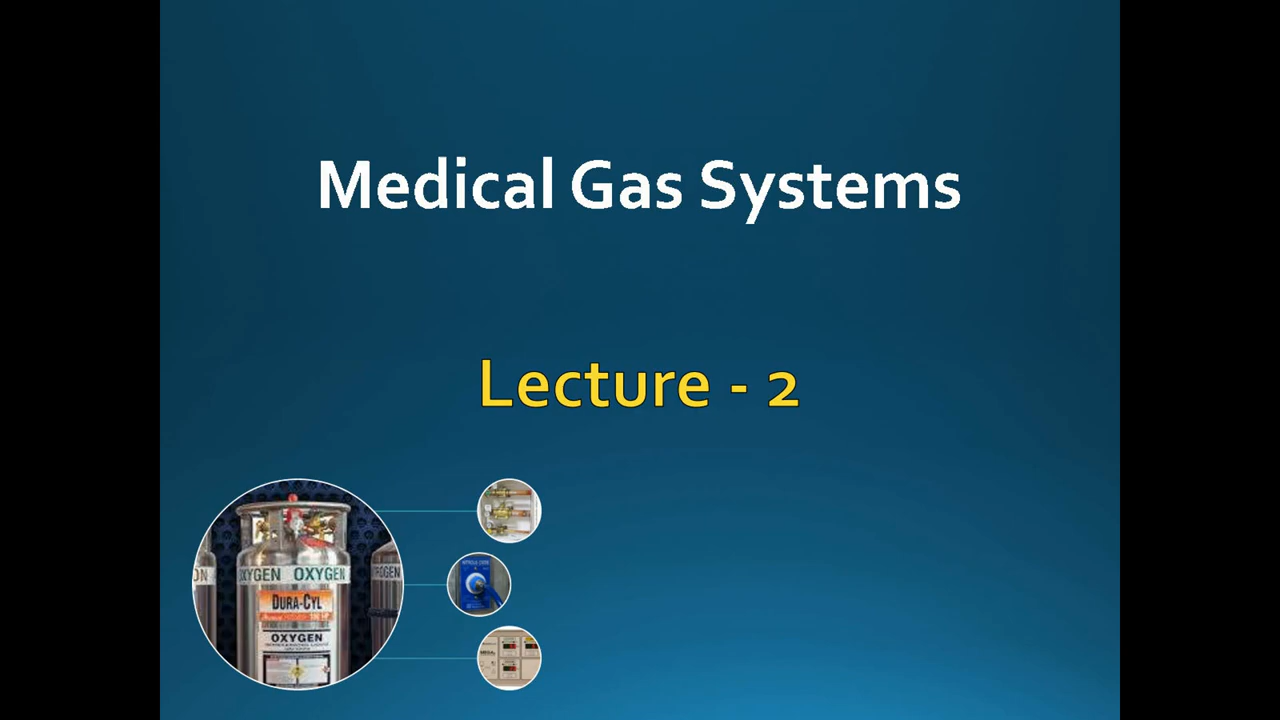 Medical Gas Systems
Lecture - 2
OXYGEN OXYGEN
DURA-CYL
OXYGEN